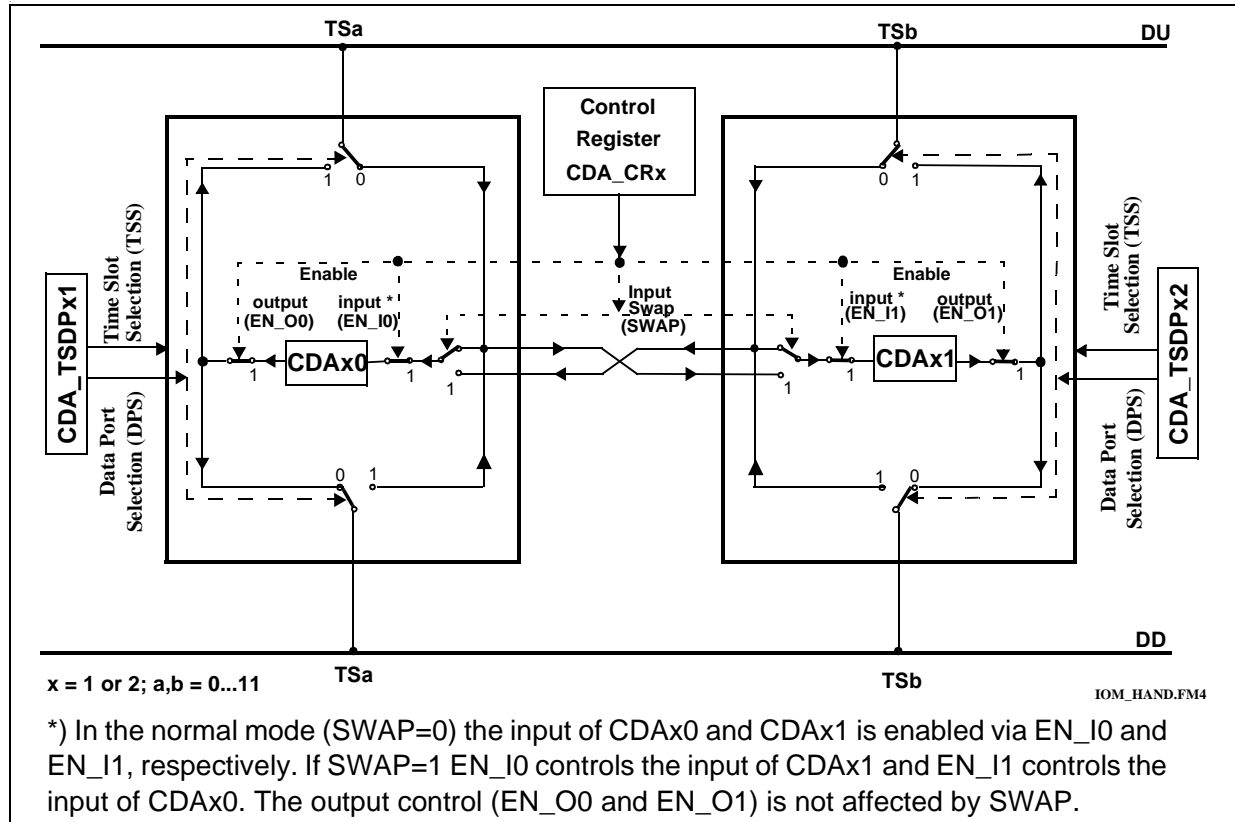 TSa
TSb
DU
Control
Register
CDA_CRx
1
0
0
1
Time Slot
Selection (TSS)
Enable
Enable
Time Slot
Selection (TSS)
output
(EN_O0)
input *
(EN_I0)
Input
Swap
(SWAP)
input *
(EN_I1)
output
(EN_O1)
CDA_TSDPx1
CDAx0
CDAx1
CDA_TSDPx2
1
1
1
1
1
1
Data Port
Selection (DPS)
0
1
1
0
Data Port
Selection (DPS)
DD
TSa
TSb
x = 1 or 2; a,b = 0...11
IOM_HAND.FM4
*) In the normal mode (SWAP=0) the input of CDAx0 and CDAx1 is enabled via EN_I0 and
EN_I1, respectively. If SWAP=1 EN_I0 controls the input of CDAx1 and EN_I1 controls the
input of CDAx0. The output control (EN_O0 and EN_O1) is not affected by SWAP.